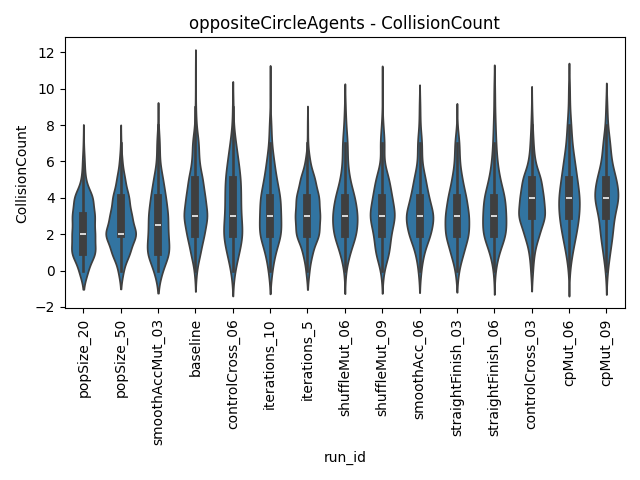 oppositeCircleAgents - CollisionCount
12
10
8
6
4
2
0
−2
CollisionCount
popSize_20
popSize_50
smoothAccMut_03
baseline
controlCross_06
iterations_10
iterations_5
shuffleMut_06
shuffleMut_09
smoothAcc_06
straightFinish_03
straightFinish_06
controlCross_03
cpMut_06
cpMut_09
run_id